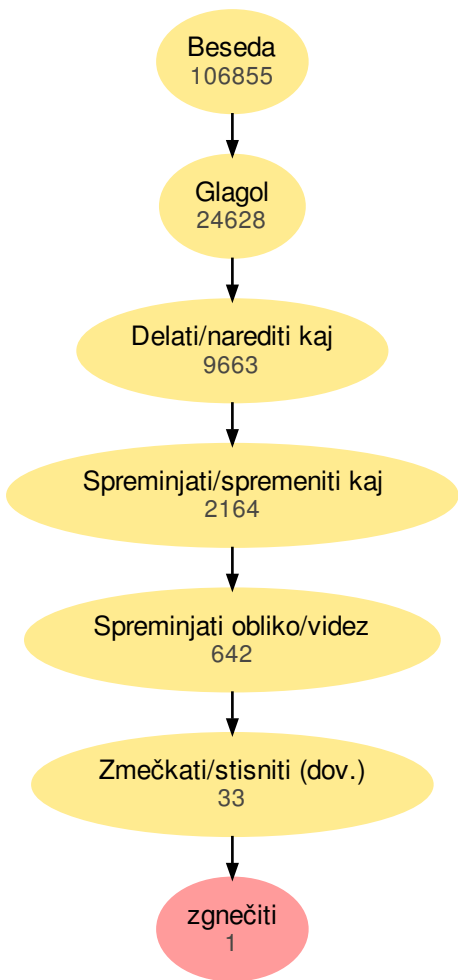 Beseda
106855
Glagol
24628
Delati/narediti kaj
9663
Spreminjati/spremeniti kaj
2164
Spreminjati obliko/videz
642
Zmečkati/stisniti (dov.)
33
zgnečiti
1